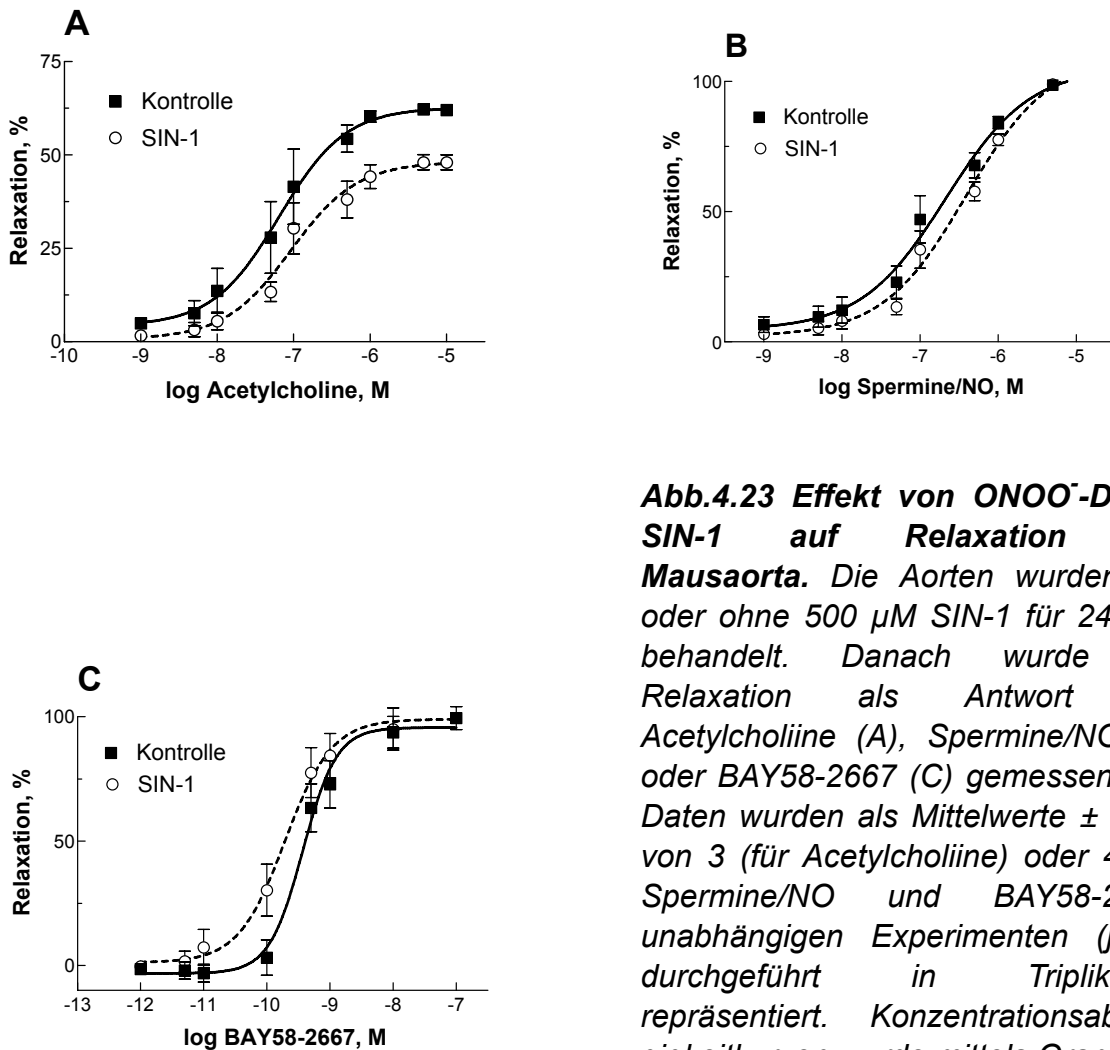 A
75
50
25
0
Relaxation, %
Kontrolle
SIN-1
-10 -9 -8 -7 -6 -5
log Acetylcholine, M
B
100
50
0
Relaxation, %
Kontrolle
SIN-1
-9 -8 -7 -6 -5
log Spermine/NO, M
C
100
50
0
Relaxation, %
Kontrolle
SIN-1
-13 -12 -11 -10 -9 -8 -7
log BAY58-2667, M
Abb.4.23 Effekt von ONOO⁻-D
SIN-1 auf Relaxation
Mausaorta. Die Aorten wurden
oder ohne 500 µM SIN-1 für 24
behandelt. Danach wurde
Relaxation als Antwort
Acetylcholiine (A), Spermine/NO
oder BAY58-2667 (C) gemessen
Daten wurden als Mittelwerte ±
von 3 (für Acetylcholiine) oder 4
Spermine/NO und BAY58-2
unabhängigen Experimenten (j
durchgeführt in Triplik
repräsentiert. Konzentrationsab